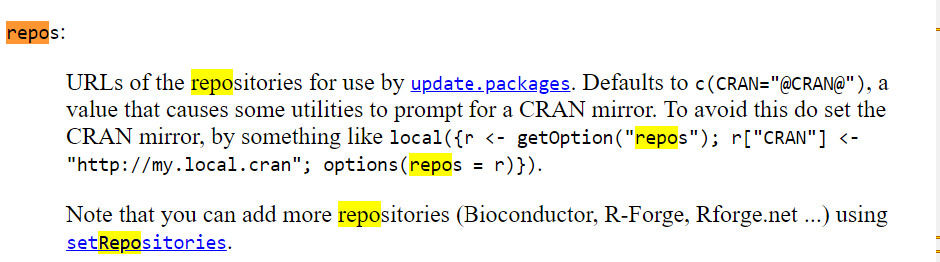 repos:
URLs of the repositories for use by update.packages. Defaults to c(CRAN="@CRAN@"), a
value that causes some utilities to prompt for a CRAN mirror. To avoid this do set the
CRAN mirror, by something like local({r <- getOption("repos"); r["CRAN"] <-
"http://my.local.cran"; options(repos = r)}).
Note that you can add more repositories (Bioconductor, R-Forge, Rforge.net ...) using
setRepositories.